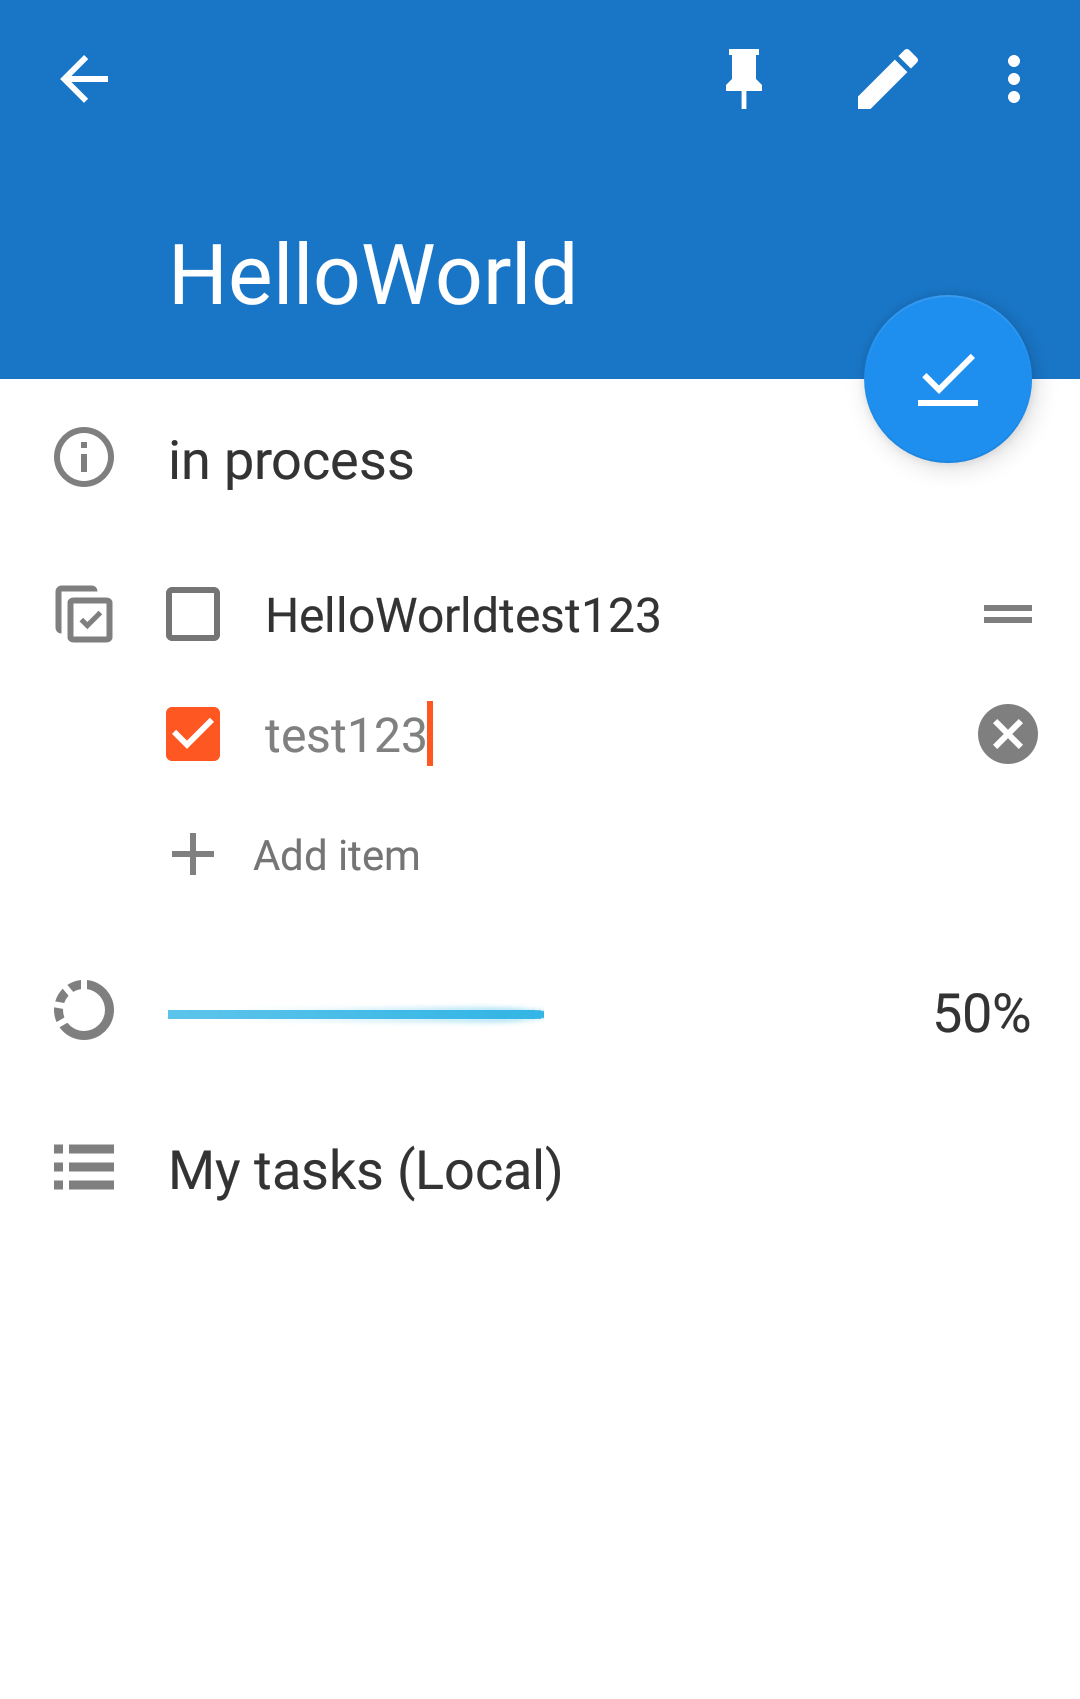 HelloWorld
in process
HelloWorldtest123
test123
Add item
50%
My tasks (Local)